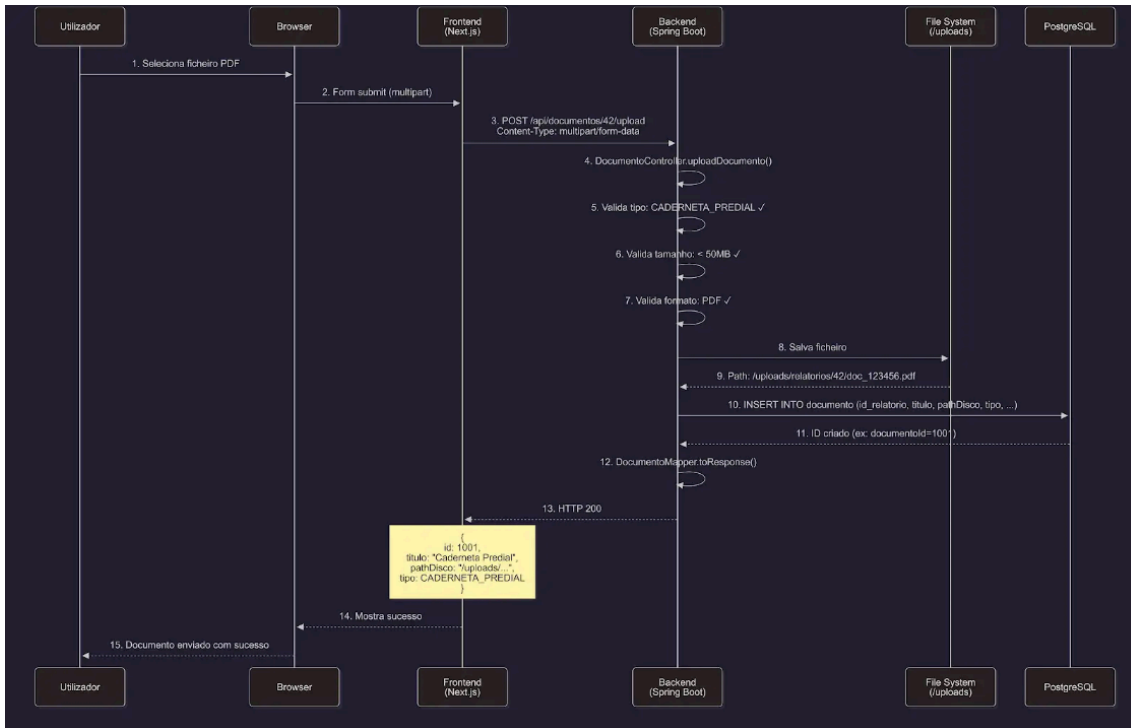 Utilizador
Browser
Frontend
(Next.js)
Backend
(Spring Boot)
File System
(/uploads)
PostgreSQL
1. Seleciona ficheiro PDF
2. Form submit (multipart)
3. POST /api/documentos/42/upload
Content-Type: multipart/form-data
4. DocumentoController.uploadDocumento()
5. Valida tipo: CADERNETA_PREDIAL ✓
6. Valida tamanho: < 50MB ✓
7. Valida formato: PDF ✓
8. Salva ficheiro
9. Path: /uploads/relatorios/42/doc_123456.pdf
10. INSERT INTO documento (id_relatorio, titulo, pathDisco, tipo, ...)
11. ID criado (ex: documentoId=1001)
12. DocumentoMapper.toResponse()
13. HTTP 200
{
id: 1001,
titulo: "Caderneta Predial",
pathDisco: "/uploads/...",
tipo: CADERNETA_PREDIAL
}
14. Mostra sucesso
15. Documento enviado com sucesso
Utilizador
Browser
Frontend
(Next.js)
Backend
(Spring Boot)
File System
(/uploads)
PostgreSQL